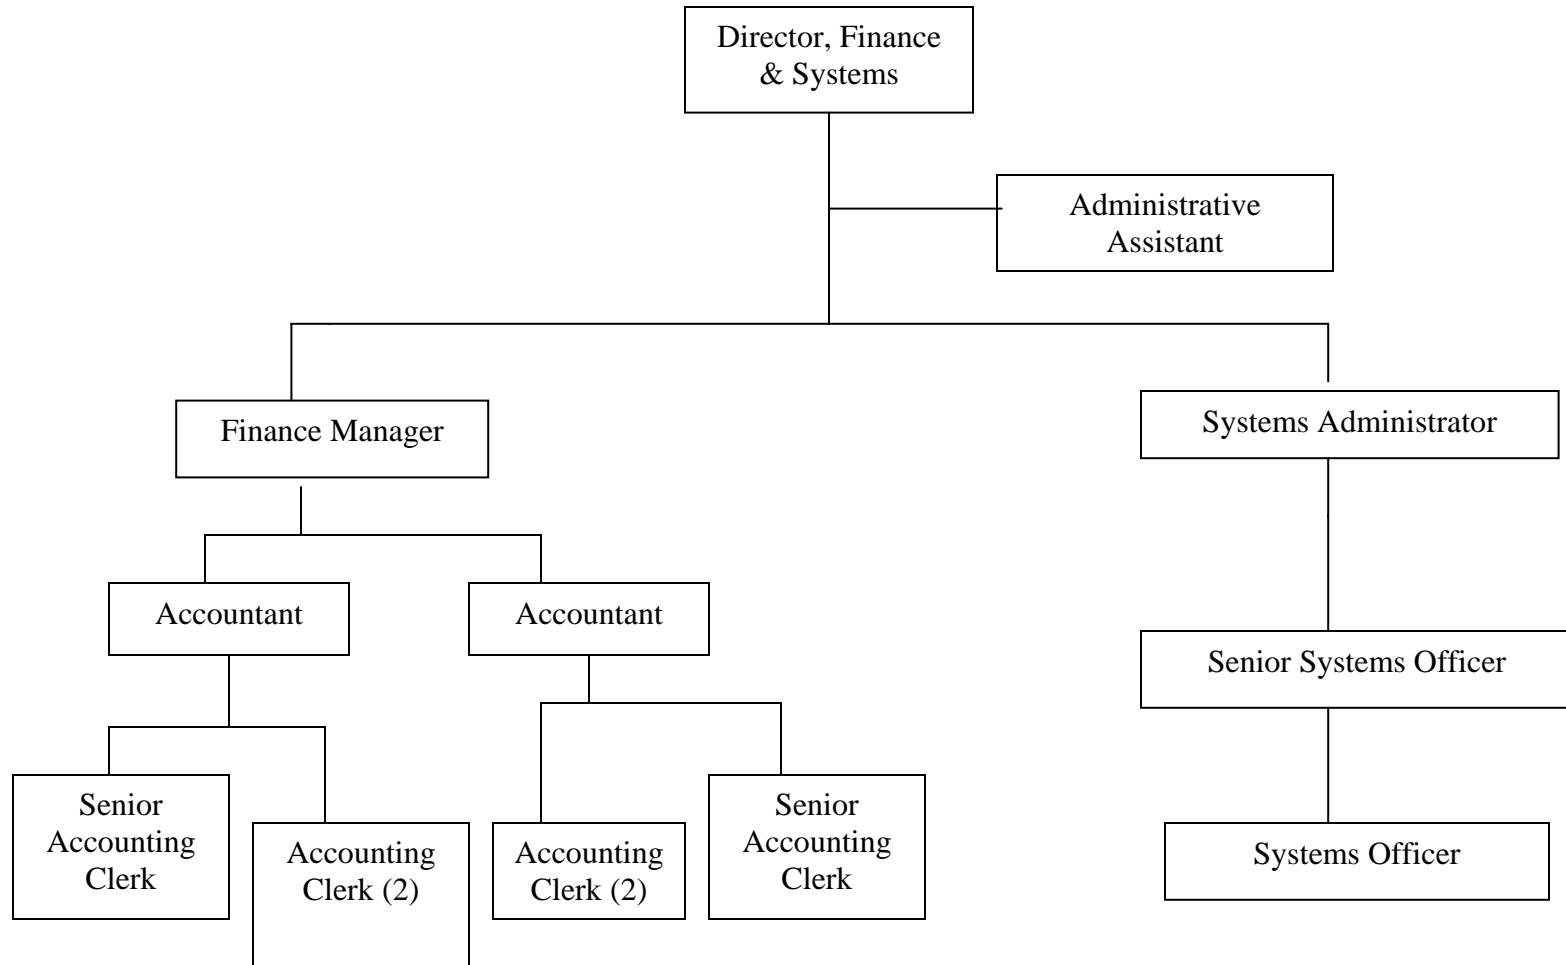 Director, Finance
& Systems
Administrative
Assistant
Finance Manager
Systems Administrator
Accountant
Accountant
Senior Systems Officer
Senior
Accounting
Clerk
Accounting
Clerk (2)
Accounting
Clerk (2)
Senior
Accounting
Clerk
Systems Officer